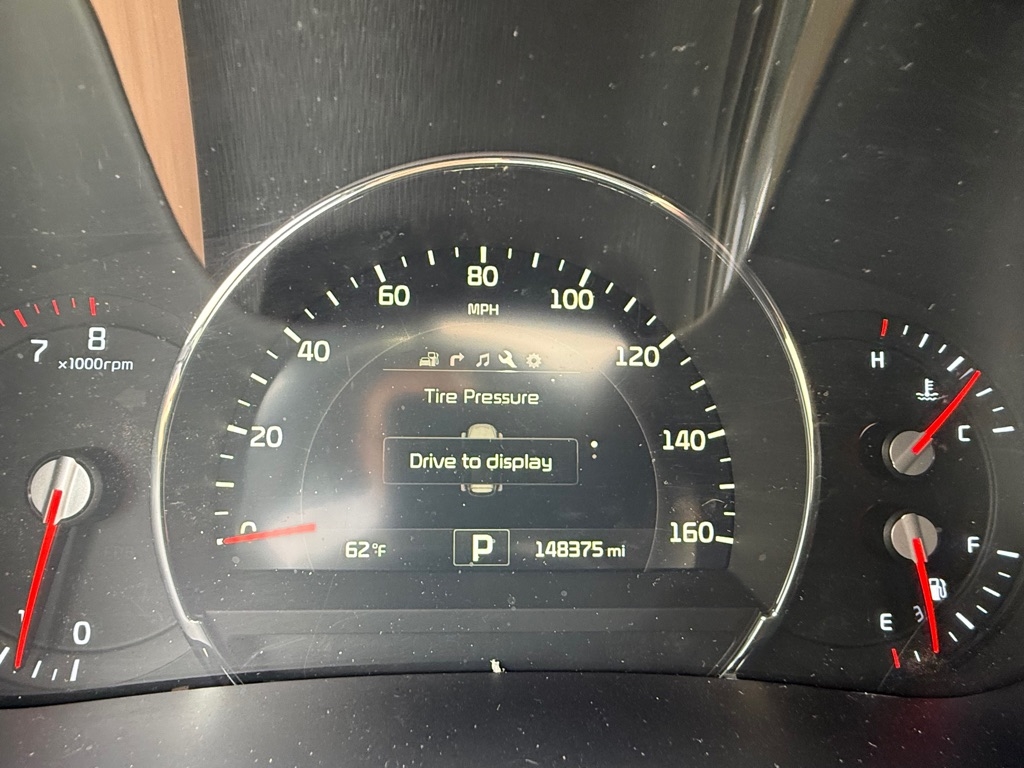 80
60
100
MPH
40
120
7
8
x1000rpm
H
C
Tire Pressure
20
140
Drive to display
0
160
62°F
P
148375 mi
F
E
0